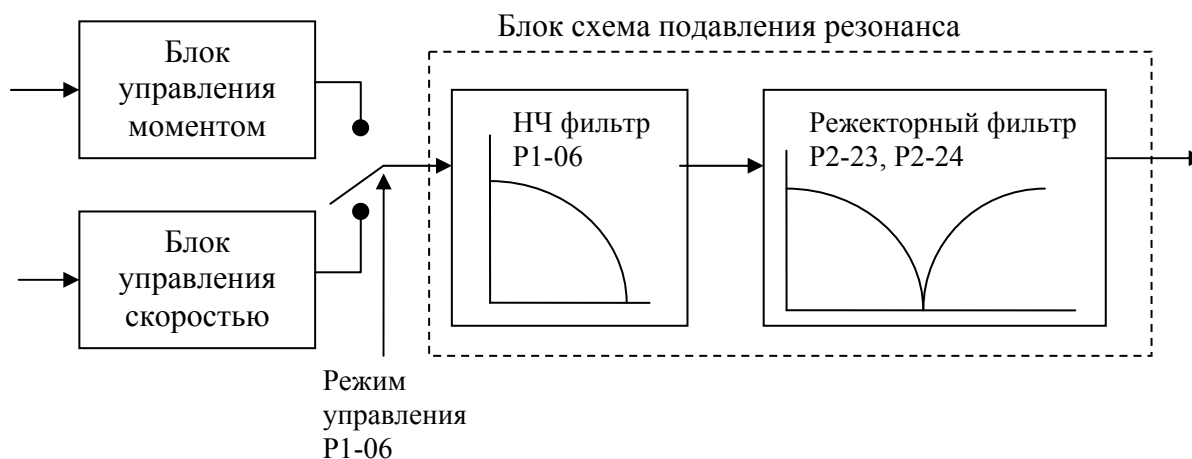 Блок схема подавления резонанса
Блок
управления
моментом
НЧ фильтр
P1-06
Режекторный фильтр
P2-23, P2-24
Блок
управления
скоростью
Режим
управления
P1-06